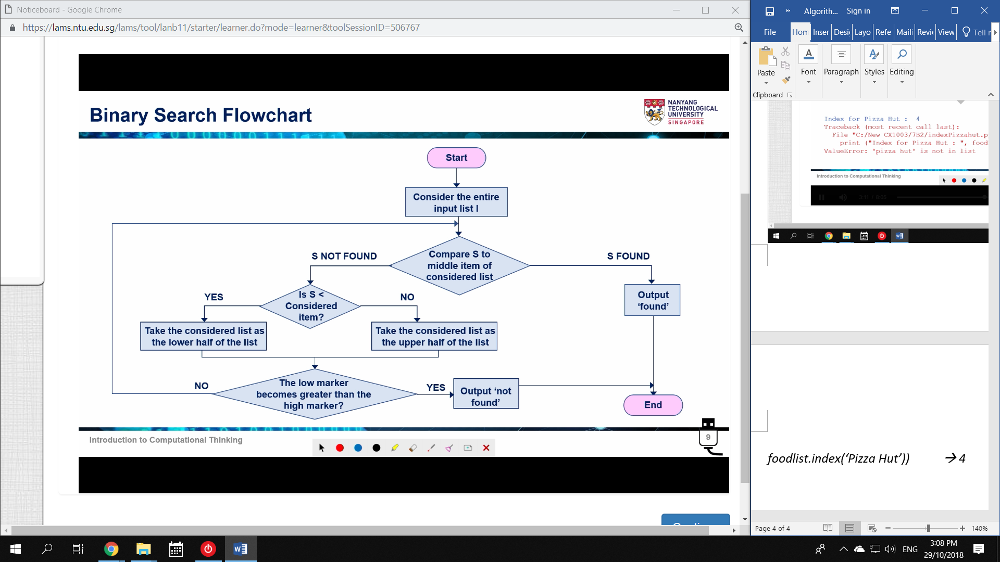 Noticeboard - Google Chrome
https://lams.ntu.edu.sg/lams/tool/lanb11/starter/learner.do?mode=learner&toolSessionID=506767
Binary Search Flowchart
NANYANG
TECHNOLOGICAL
UNIVERSITY
SINGAPORE
Start
Consider the entire
input list l
Compare S to
middle item of
considered list
S NOT FOUND
S FOUND
Is S <
Considered
item?
YES
NO
Output
‘found’
Take the considered list as
the lower half of the list
Take the considered list as
the upper half of the list
The low marker
becomes greater than the
high marker?
NO
YES
Output ‘not
found’
End
9
Introduction to Computational Thinking
Algorith...
Sign in
File
Hom
Inser
Desi
Layo
Refe
Maili
Revie
View
Tell
Paste
Font
Paragraph
Styles
Editing
Clipboard
Index for Pizza Hut :  4
Traceback (most recent call last):
File "C:/New CX1003/7B2/indexPizzahut.p
print ("Index for Pizza Hut : ", food
ValueError: 'pizza hut' is not in list
Introduction to Computational Thinking
3:11 / 8:05
foodlist.index(‘Pizza Hut’)) → 4
Page 4 of 4
140%
ENG
3:08 PM
29/10/2018